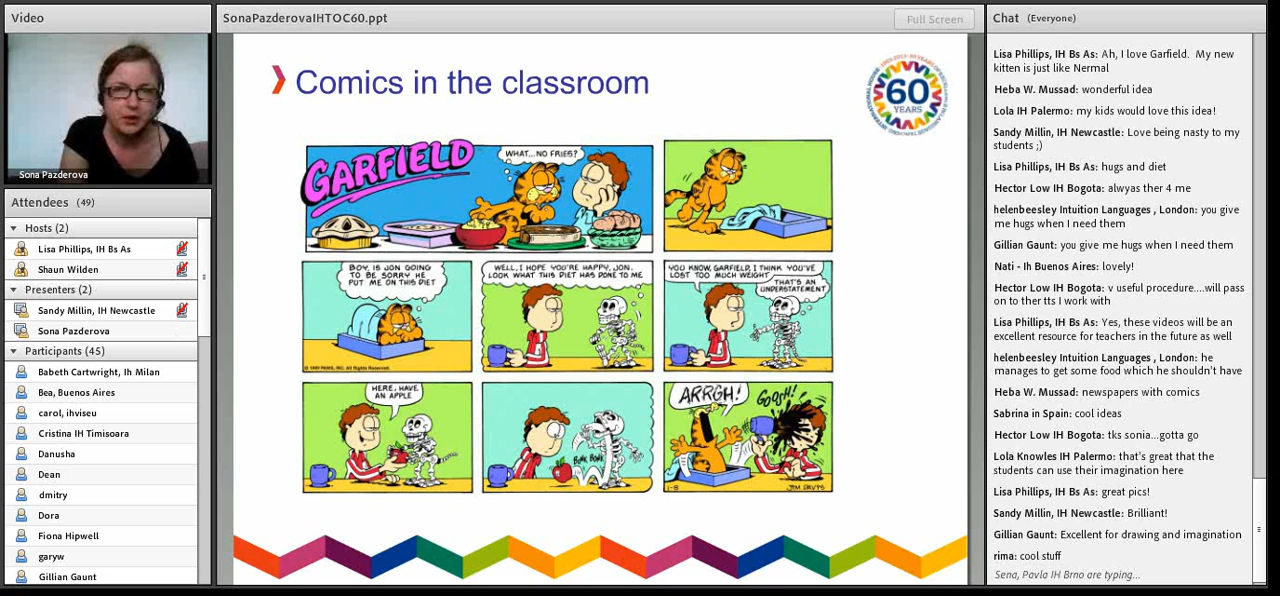 Video
Sona Pazderova
Attendees (49)
Hosts (2)
Lisa Phillips, IH Bs As
Shaun Wilden
Presenters (2)
Sandy Millin, IH Newcastle
Sona Pazderova
Participants (45)
Babeth Cartwright, Ih Milan
Bea, Buenos Aires
carol, ihviseu
Cristina IH Timisoara
Danusha
Dean
dmitry
Dora
Fiona Hipwell
garyw
Gillian Gaunt
SonaPazderovaIHTOC60.ppt
Full Screen
Comics in the classroom
60
YEARS
GARFIELD
WHAT...NO FRIES?
BOY, IS JON GOING
TO BE SORRY HE
PUT ME ON THIS DIET
WELL, I HOPE YOU'RE HAPPY, JON.
LOOK WHAT THIS DIET HAS DONE TO ME
YOU KNOW, GARFIELD, I THINK YOU'VE
LOST TOO MUCH WEIGHT
THAT'S AN
UNDERSTATEMENT
HERE, HAVE
AN APPLE
BONK BONK
ARRGH!
GOOSH!
1-8
JIM DAVIS
Chat (Everyone)
Lisa Phillips, IH Bs As: Ah, I love Garfield. My new
kitten is just like Nermal
Heba W. Mussad: wonderful idea
Lola IH Palermo: my kids would love this idea!
Sandy Millin, IH Newcastle: Love being nasty to my
students ;)
Lisa Phillips, IH Bs As: hugs and diet
Hector Low IH Bogota: alwyas ther 4 me
helenbeesley Intuition Languages , London: you give
me hugs when I need them
Gillian Gaunt: you give me hugs when I need them
Nati - Ih Buenos Aires: lovely!
Hector Low IH Bogota: v useful procedure....will pass
on to ther tts I work with
Lisa Phillips, IH Bs As: Yes, these videos will be an
excellent resource for teachers in the future as well
helenbeesley Intuition Languages , London: he
manages to get some food which he shouldn't have
Heba W. Mussad: newspapers with comics
Sabrina in Spain: cool ideas
Hector Low IH Bogota: tks sonia...gotta go
Lola Knowles IH Palermo: that's great that the
students can use their imagination here
Lisa Phillips, IH Bs As: great pics!
Sandy Millin, IH Newcastle: Brilliant!
Gillian Gaunt: Excellent for drawing and imagination
rima: cool stuff
Sena, Pavla IH Brno are typing...